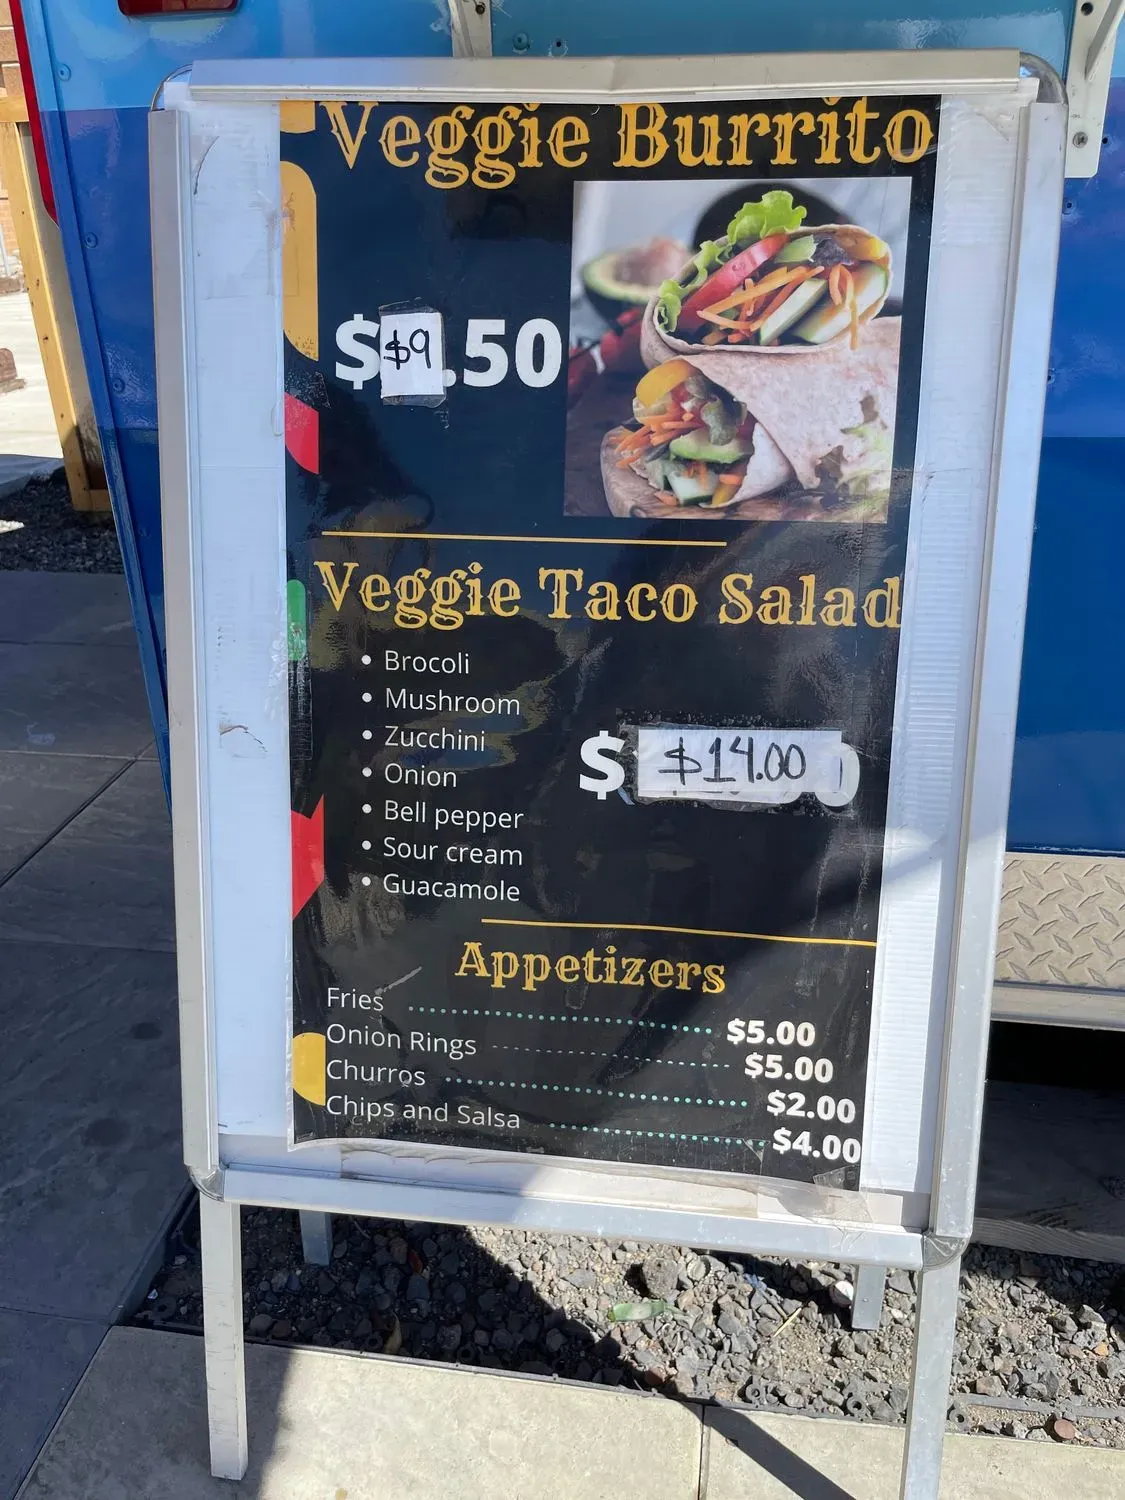 Veggie Burrito
$$9.50
Veggie Taco Salad
• Brocoli
• Mushroom
• Zucchini
• Onion
• Bell pepper
• Sour cream
• Guacamole
$ $14.00 0
Appetizers
Fries .......... $5.00
Onion Rings .......... $5.00
Churros .......... $2.00
Chips and Salsa .......... $4.00